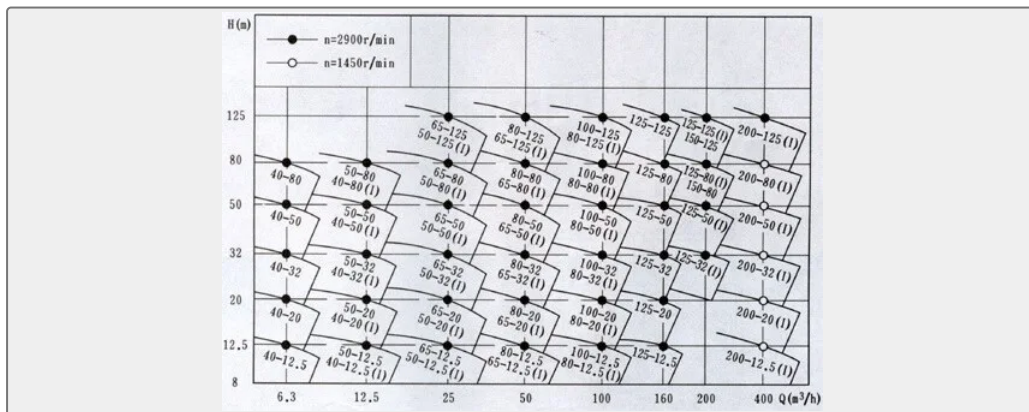 H(m)
n=2900r/min
n=1450r/min
125
65-125
50-125(I)
80-125
65-125(I)
100-125
80-125(I)
125-125
125-125(I)
150-125
200-125(I)
80
40-80
50-80
40-80(I)
65-80
50-80(I)
80-80
65-80(I)
100-80
80-80(I)
125-80
125-80(I)
150-80
200-80(I)
50
40-50
50-50
40-50(I)
65-50
50-50(I)
80-50
65-50(I)
100-50
80-50(I)
125-50
125-50(I)
200-50(I)
32
40-32
50-32
40-32(I)
65-32
50-32(I)
80-32
65-32(I)
100-32
80-32(I)
125-32
125-32(I)
200-32(I)
20
40-20
50-20
40-20(I)
65-20
50-20(I)
80-20
65-20(I)
100-20
80-20(I)
125-20
200-20(I)
12.5
40-12.5
50-12.5
40-12.5(I)
65-12.5
50-12.5(I)
80-12.5
65-12.5(I)
100-12.5
80-12.5(I)
125-12.5
200-12.5(I)
8
6.3 12.5 25 50 100 160 200 400 Q(m³/h)